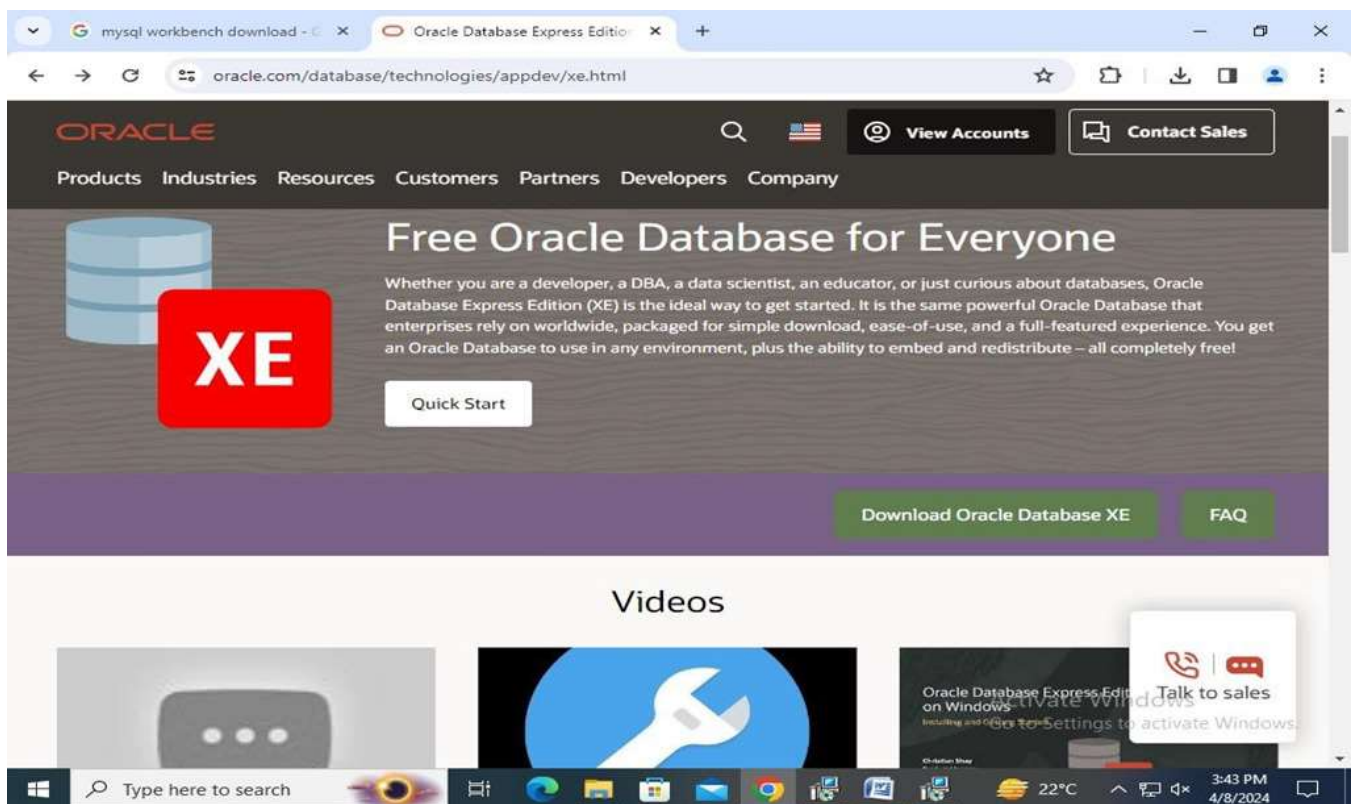 mysql workbench download - G
Oracle Database Express Edition
oracle.com/database/technologies/appdev/xe.html
ORACLE
View Accounts
Contact Sales
Products Industries Resources Customers Partners Developers Company
Free Oracle Database for Everyone
Whether you are a developer, a DBA, a data scientist, an educator, or just curious about databases, Oracle
Database Express Edition (XE) is the ideal way to get started. It is the same powerful Oracle Database that
enterprises rely on worldwide, packaged for simple download, ease-of-use, and a full-featured experience. You get
an Oracle Database to use in any environment, plus the ability to embed and redistribute – all completely free!
XE
Quick Start
Download Oracle Database XE
FAQ
Videos
Oracle Database Express Edit
on Windows
Installing and Getting Started
Christian Shay
Talk to sales
Activate Windows
Go to Settings to activate Windows.
Type here to search
22°C
3:43 PM
4/8/2024